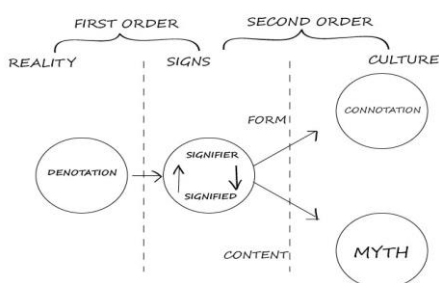 FIRST ORDER
SECOND ORDER
REALITY
SIGNS
CULTURE
FORM
CONNOTATION
SIGNIFIER
DENOTATION
SIGNIFIED
CONTENT
MYTH